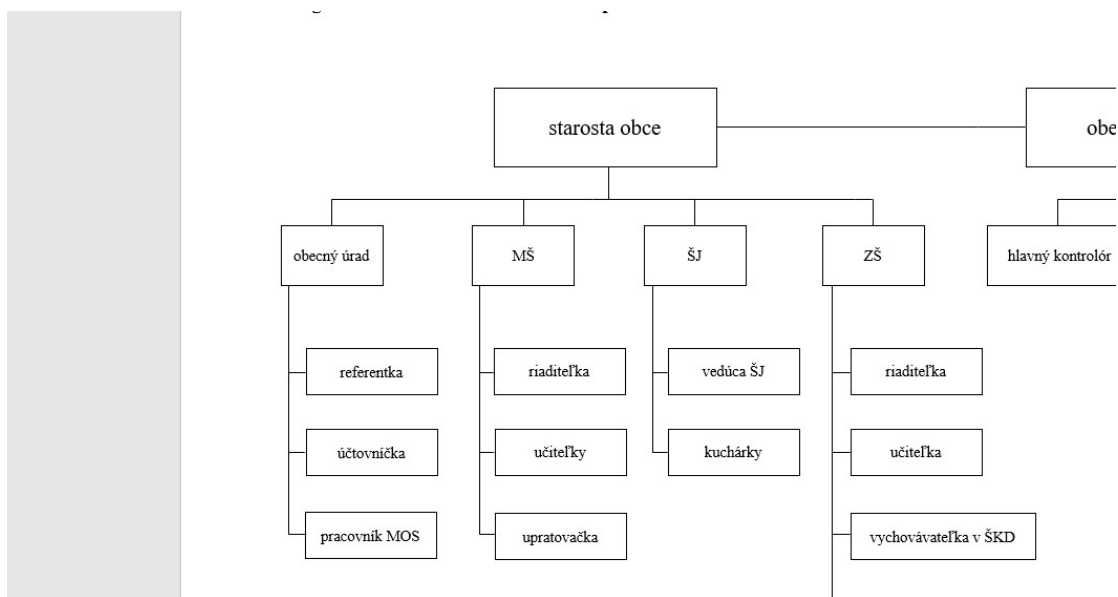 starosta obce
obecný úrad
MŠ
ŠJ
ZŠ
hlavný kontrolór
referentka
riaditeľka
vedúca ŠJ
riaditeľka
účtovníčka
učiteľky
kuchárky
učiteľka
pracovník MOS
upratovačka
vychovávateľka v ŠKD